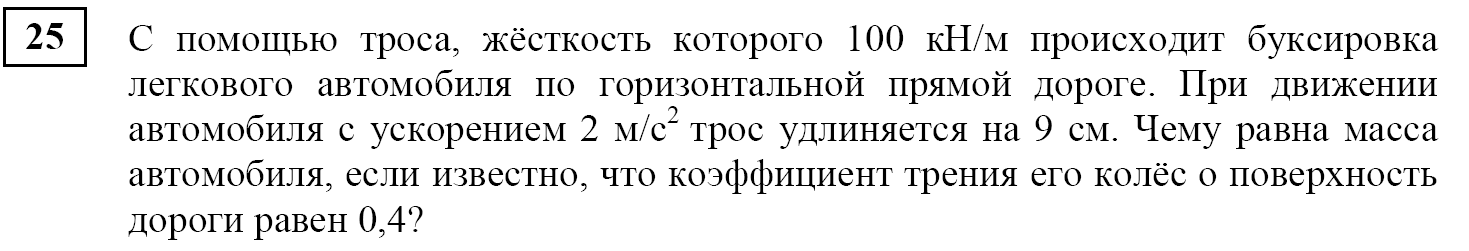 25 С помощью троса, жёсткость которого 100 кН/м происходит буксировка
легкового автомобиля по горизонтальной прямой дороге. При движении
автомобиля с ускорением 2 м/с² трос удлиняется на 9 см. Чему равна масса
автомобиля, если известно, что коэффициент трения его колёс о поверхность
дороги равен 0,4?